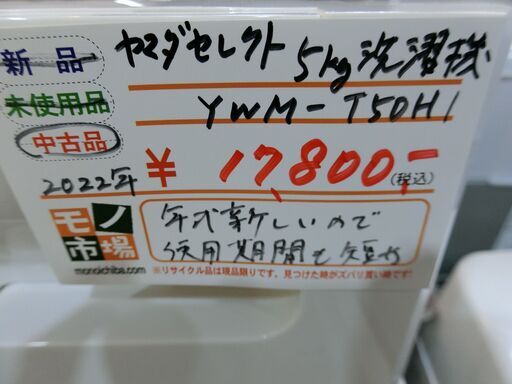 新品
ヤマダセレクト 5kg洗濯機
未使用品
YWM-T50H1
中古品
2022年
¥17,800-
(税込)
モノ市場
monoichiba.com
年式新しいので
使用期間も短め
※リサイクル品は現品限りです、見つけた時がズバリ買い時です!